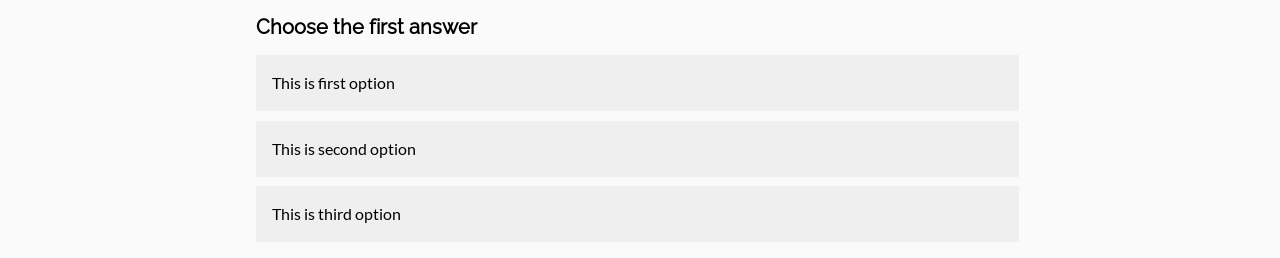 Choose the first answer
This is first option
This is second option
This is third option